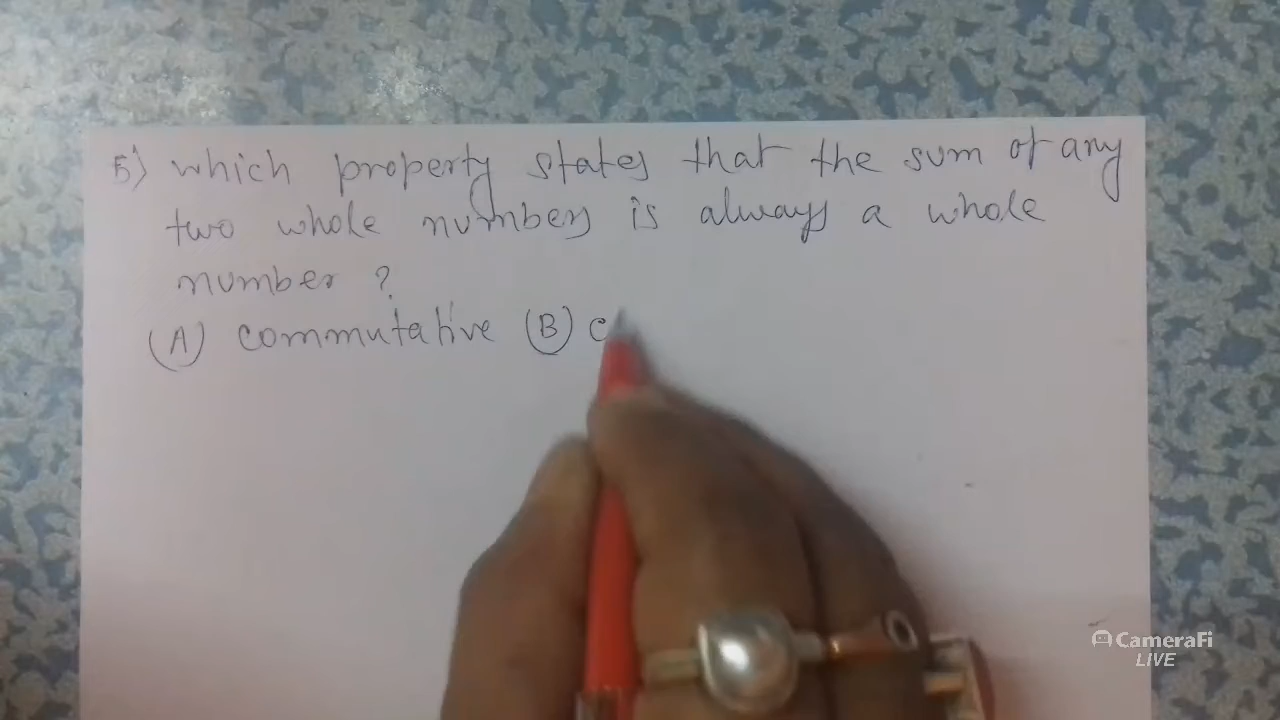 5) which property states that the sum of any
two whole numbers is always a whole
number ?
(A) commutative (B) c
CameraFi
LIVE